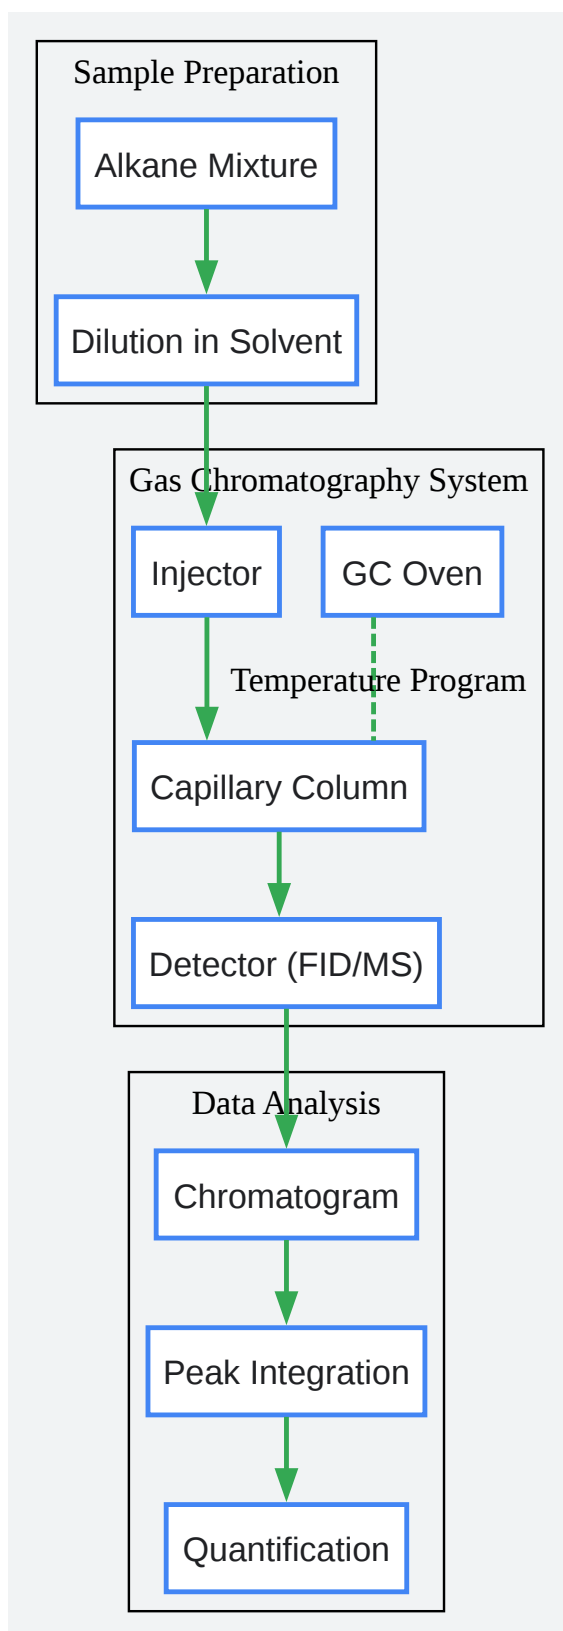 Sample Preparation
Alkane Mixture
Dilution in Solvent
Gas Chromatography System
Injector
GC Oven
Temperature Program
Capillary Column
Detector (FID/MS)
Data Analysis
Chromatogram
Peak Integration
Quantification